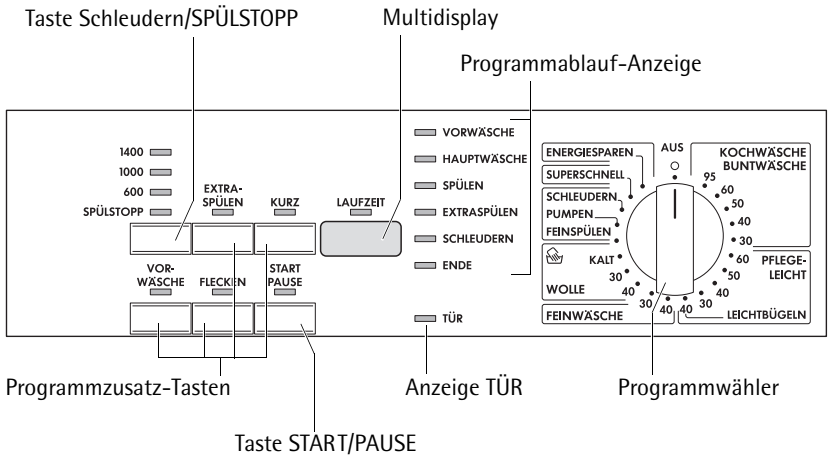 Taste Schleudern/SPÜLSTOPP
Multidisplay
Programmablauf-Anzeige
1400
1000
600
SPÜLSTOPP
EXTRA-
SPÜLEN
KURZ
LAUFZEIT
VOR-
WÄSCHE
FLECKEN
START
PAUSE
VORWÄSCHE
HAUPTWÄSCHE
SPÜLEN
EXTRASPÜLEN
SCHLEUDERN
ENDE
TÜR
ENERGIESPAREN
SUPERSCHNELL
SCHLEUDERN
PUMPEN
FEINSPÜLEN
KALT
30
40
WOLLE
30
40
FEINWÄSCHE
AUS
KOCHWÄSCHE
BUNTWÄSCHE
95
60
50
40
30
60
50
40
30
40
PFLEGE-
LEICHT
LEICHTBÜGELN
Programmzusatz-Tasten
Anzeige TÜR
Programmwähler
Taste START/PAUSE